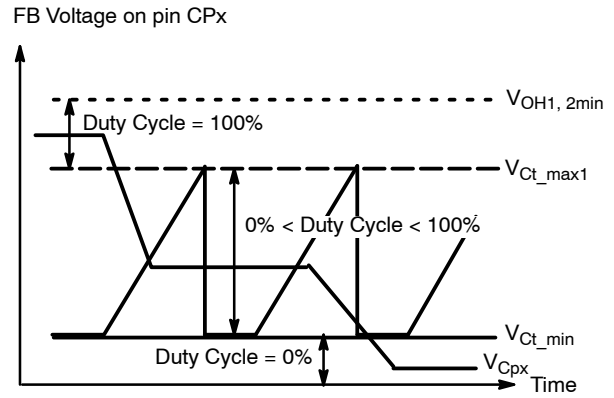 FB Voltage on pin CPx
VOH1, 2min
Duty Cycle = 100%
VCt_max1
0% < Duty Cycle < 100%
VCt_min
Duty Cycle = 0%
VCpx
Time